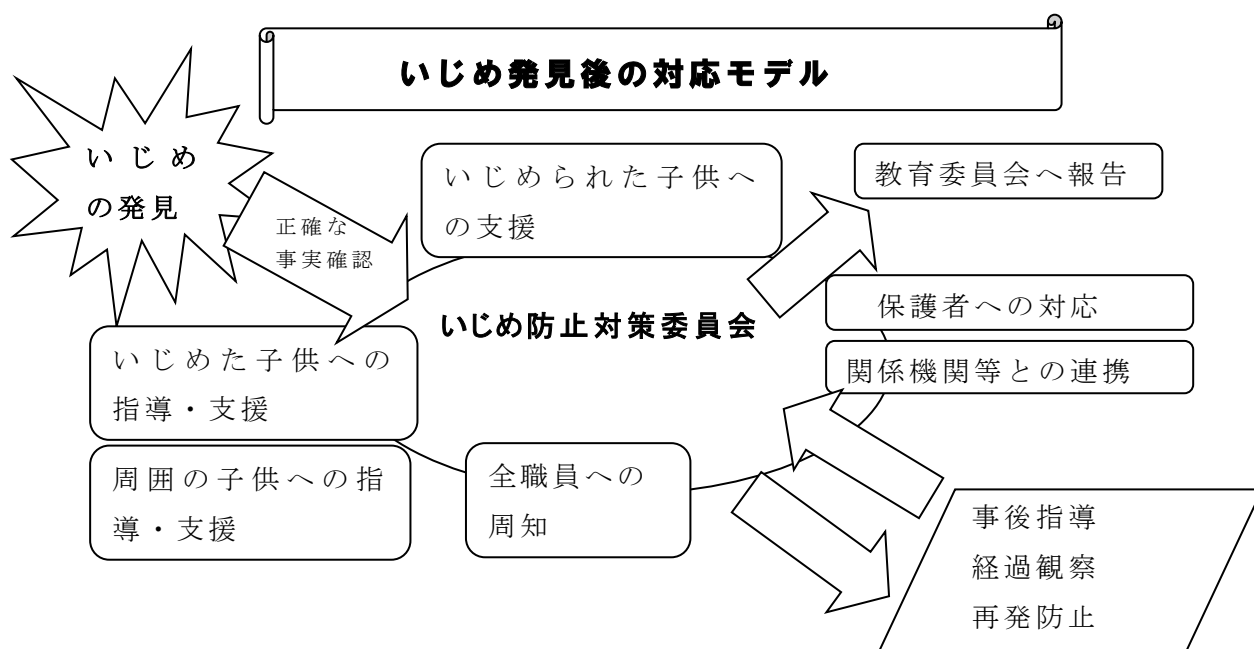 いじめ発見後の対応モデル
いじめ
の発見
正確な
事実確認
いじめられた子供へ
の支援
教育委員会へ報告
いじめ防止対策委員会
保護者への対応
関係機関等との連携
いじめた子供への
指導・支援
周囲の子供への指
導・支援
全職員への
周知
事後指導
経過観察
再発防止